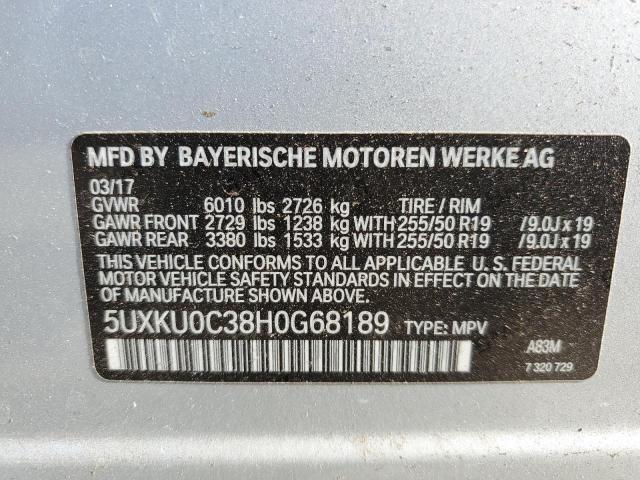 MFD BY BAYERISCHE MOTOREN WERKE AG
03/17
GVWR 6010 lbs 2726 kg TIRE / RIM
GAWR FRONT 2729 lbs 1238 kg WITH 255/50 R19 /9.0J x 19
GAWR REAR 3380 lbs 1533 kg WITH 255/50 R19 /9.0J x 19
THIS VEHICLE CONFORMS TO ALL APPLICABLE U. S. FEDERAL
MOTOR VEHICLE SAFETY STANDARDS IN EFFECT ON THE
DATE OF MANUFACTURE SHOWN ABOVE.
5UXKU0C38H0G68189 TYPE: MPV
A83M
7 320 729